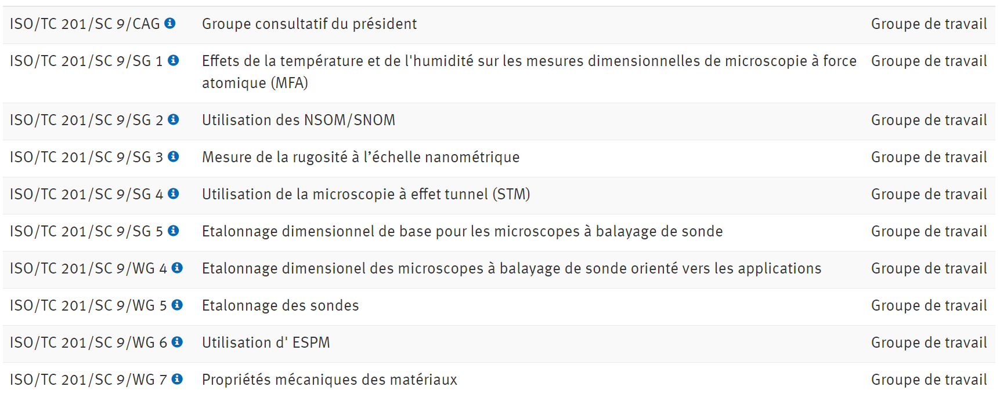 ISO/TC 201/SC 9/CAG Groupe consultatif du président Groupe de travail
ISO/TC 201/SC 9/SG 1 Effets de la température et de l'humidité sur les mesures dimensionnelles de microscopie à force Groupe de travail
atomique (MFA)
ISO/TC 201/SC 9/SG 2 Utilisation des NSOM/SNOM Groupe de travail
ISO/TC 201/SC 9/SG 3 Mesure de la rugosité à l’échelle nanométrique Groupe de travail
ISO/TC 201/SC 9/SG 4 Utilisation de la microscopie à effet tunnel (STM) Groupe de travail
ISO/TC 201/SC 9/SG 5 Etalonnage dimensionnel de base pour les microscopes à balayage de sonde Groupe de travail
ISO/TC 201/SC 9/WG 4 Etalonnage dimensionel des microscopes à balayage de sonde orienté vers les applications Groupe de travail
ISO/TC 201/SC 9/WG 5 Etalonnage des sondes Groupe de travail
ISO/TC 201/SC 9/WG 6 Utilisation d' ESPM Groupe de travail
ISO/TC 201/SC 9/WG 7 Propriétés mécaniques des matériaux Groupe de travail